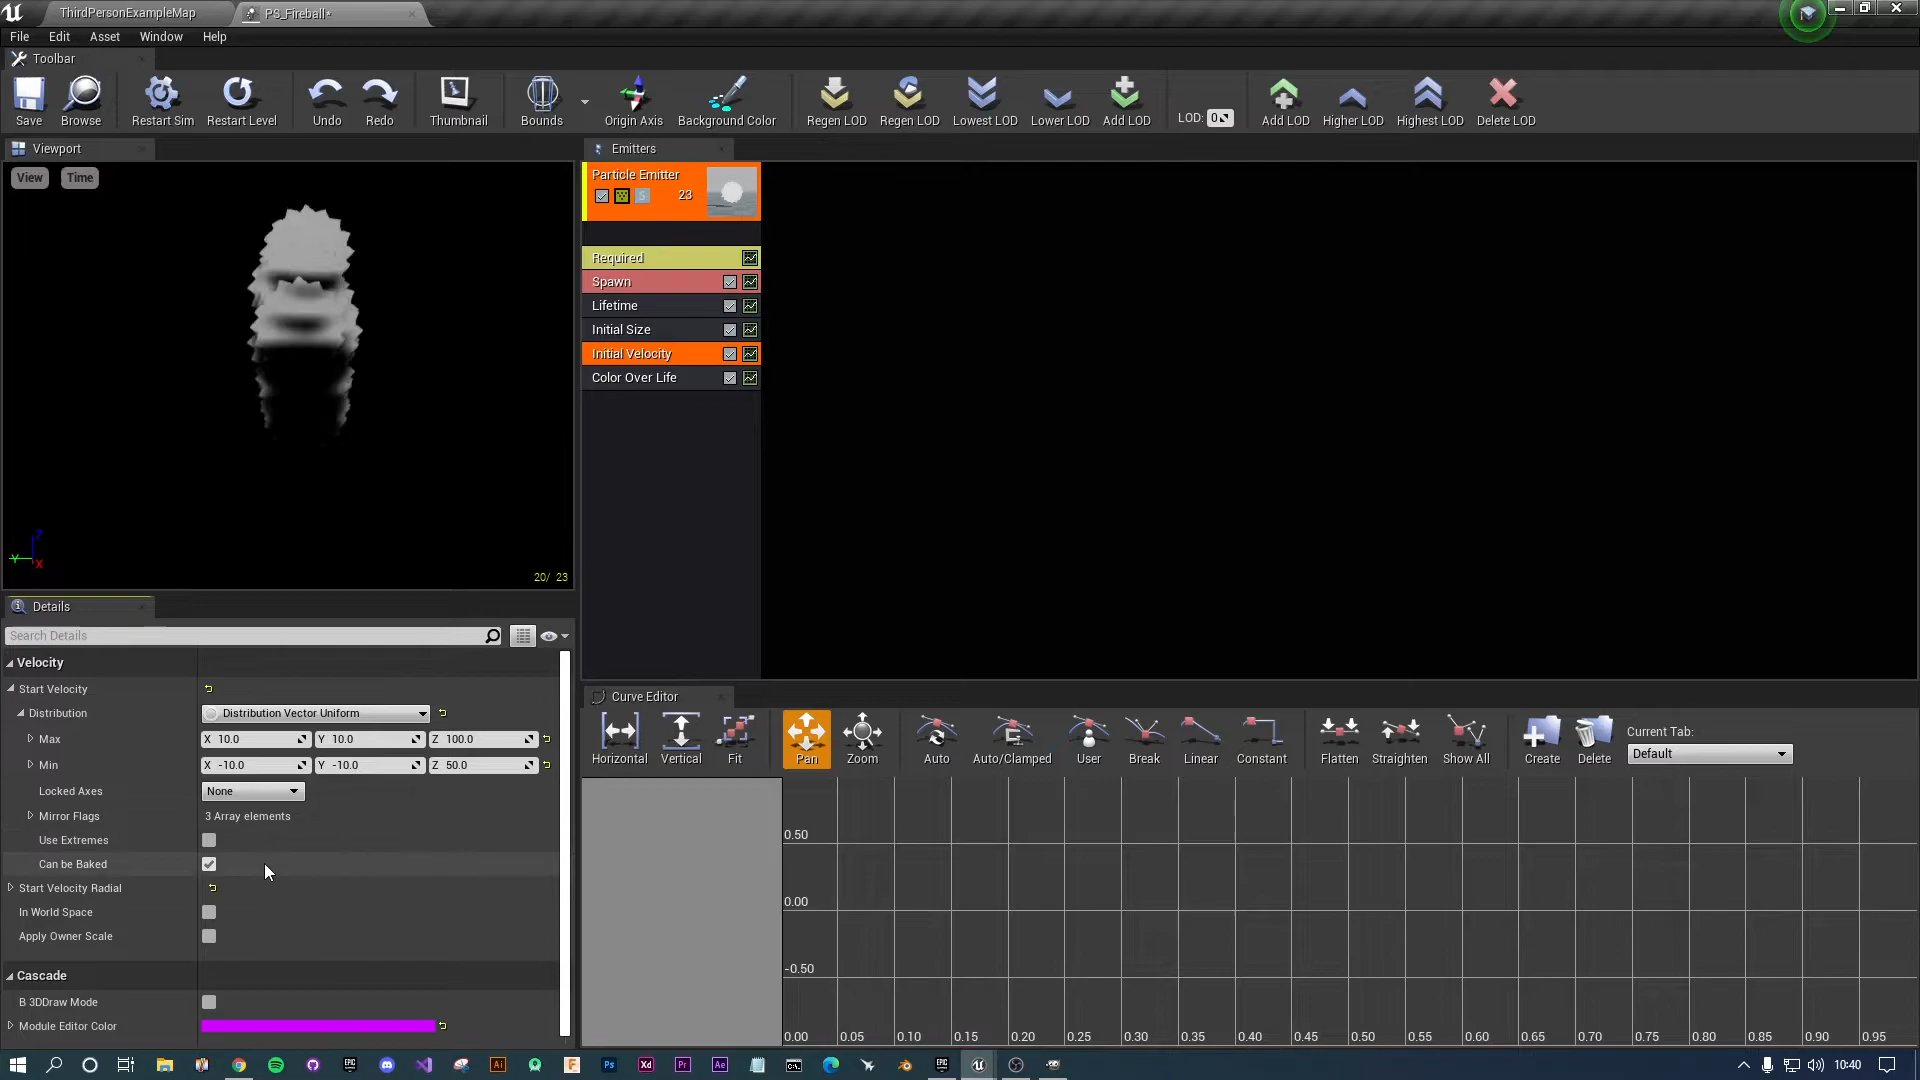 ThirdPersonExampleMap
PS_Fireball*
File Edit Asset Window Help
Toolbar
Save Browse Restart Sim Restart Level Undo Redo Thumbnail Bounds Origin Axis Background Color Regen LOD Regen LOD Lowest LOD Lower LOD Add LOD LOD: 0 Add LOD Higher LOD Highest LOD Delete LOD
Viewport
View Time
Z
Y
X
20/ 23
Emitters
Particle Emitter
S 23
Required
Spawn
Lifetime
Initial Size
Initial Velocity
Color Over Life
Details
Search Details
Velocity
Start Velocity
Distribution Distribution Vector Uniform
Max X 10.0 Y 10.0 Z 100.0
Min X -10.0 Y -10.0 Z 50.0
Locked Axes None
Mirror Flags 3 Array elements
Use Extremes
Can be Baked
Start Velocity Radial
In World Space
Apply Owner Scale
Cascade
B 3DDraw Mode
Module Editor Color
Curve Editor
Horizontal Vertical Fit Pan Zoom Auto Auto/Clamped User Break Linear Constant Flatten Straighten Show All Create Delete
Current Tab:
Default
0.50
0.00
-0.50
0.00 0.05 0.10 0.15 0.20 0.25 0.30 0.35 0.40 0.45 0.50 0.55 0.60 0.65 0.70 0.75 0.80 0.85 0.90 0.95
Ai Ps Xd Pr Ae
10:40